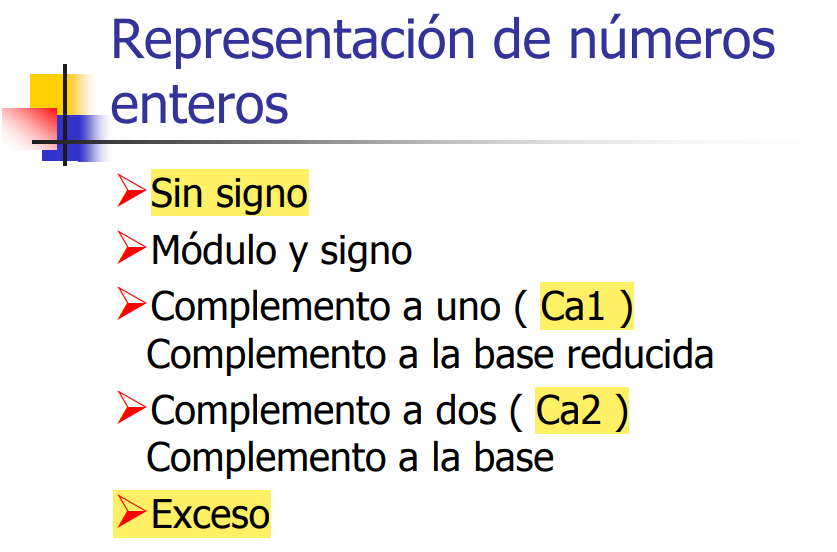 Representación de números
enteros
Sin signo
Módulo y signo
Complemento a uno ( Ca1 )
Complemento a la base reducida
Complemento a dos ( Ca2 )
Complemento a la base
Exceso